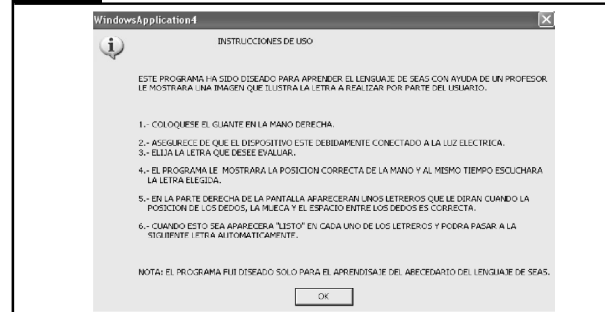 WindowsApplication4
INSTRUCCIONES DE USO
ESTE PROGRAMA HA SIDO DISEADO PARA APRENDER EL LENGUAJE DE SEAS CON AYUDA DE UN PROFESOR
LE MOSTRARA UNA IMAGEN QUE ILUSTRA LA LETRA A REALIZAR POR PARTE DEL USUARIO.
1.- COLOQUESE EL GUANTE EN LA MANO DERECHA.
2.- ASEGURECE DE QUE EL DISPOSITIVO ESTE DEBIDAMENTE CONECTADO A LA LUZ ELECTRICA.
3.- ELIJA LA LETRA QUE DESEE EVALUAR.
4.- EL PROGRAMA LE MOSTRARA LA POSICION CORRECTA DE LA MANO Y AL MISMO TIEMPO ESCUCHARA
LA LETRA ELEGIDA.
5.- EN LA PARTE DERECHA DE LA PANTALLA APARECERAN UNOS LETREROS QUE LE DIRAN CUANDO LA
POSICION DE LOS DEDOS, LA MUECA Y EL ESPACIO ENTRE LOS DEDOS ES CORRECTA.
6.- CUANDO ESTO SEA APARECERA "LISTO" EN CADA UNO DE LOS LETREROS Y PODRA PASAR A LA
SIGUIENTE LETRA AUTOMATICAMENTE.
NOTA: EL PROGRAMA FUI DISEADO SOLO PARA EL APRENDISAJE DEL ABECEDARIO DEL LENGUAJE DE SEAS.
OK